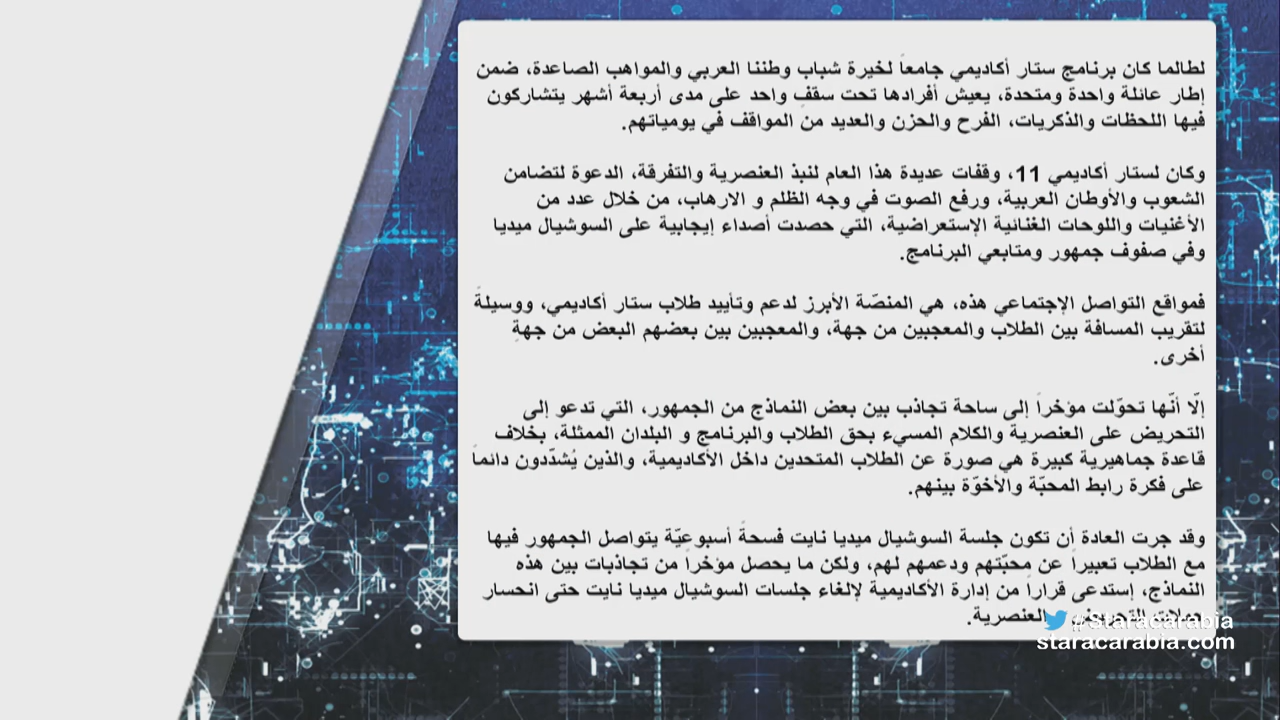 لطالما كان برنامج ستار أكاديمي جامعاً لخيرة شباب وطننا العربي والمواهب الصاعدة، ضمن
إطار عائلة واحدة ومتحدة، يعيش أفرادها تحت سقفٍ واحد على مدى أربعة أشهر يتشاركون
فيها اللحظات والذكريات، الفرح والحزن والعديد من المواقف في يومياتهم.
وكان لستار أكاديمي 11، وقفات عديدة هذا العام لنبذ العنصرية والتفرقة، الدعوة لتضامن
الشعوب والأوطان العربية، ورفع الصوت في وجه الظلم و الارهاب، من خلال عدد من
الأغنيات واللوحات الغنائية الإستعراضية، التي حصدت أصداء إيجابية على السوشيال ميديا
وفي صفوف جمهور ومتابعي البرنامج.
فمواقع التواصل الإجتماعي هذه، هي المنصّة الأبرز لدعم وتأييد طلاب ستار أكاديمي، ووسيلةً
لتقريب المسافة بين الطلاب والمعجبين من جهة، والمعجبين بين بعضهم البعض من جهةٍ
أخرى.
إلّا أنّها تحوّلت مؤخراً إلى ساحة تجاذب بين بعض النماذج من الجمهور، التي تدعو إلى
التحريض على العنصرية والكلام المسيء بحق الطلاب والبرنامج و البلدان الممثلة، بخلاف
قاعدة جماهيرية كبيرة هي صورة عن الطلاب المتحدين داخل الأكاديمية، والذين يُشدّدون دائماً
على فكرة رابط المحبّة والأخوّة بينهم.
وقد جرت العادة أن تكون جلسة السوشيال ميديا نايت فسحةً أسبوعيّة يتواصل الجمهور فيها
مع الطلاب تعبيراً عن محبّتهم ودعمهم لهم، ولكن ما يحصل مؤخراً من تجاذبات بين هذه
النماذج، إستدعى قراراً من إدارة الأكاديمية لإلغاء جلسات السوشيال ميديا نايت حتى انحسار
العنصرية.
#Staracarabia
staracarabia.com